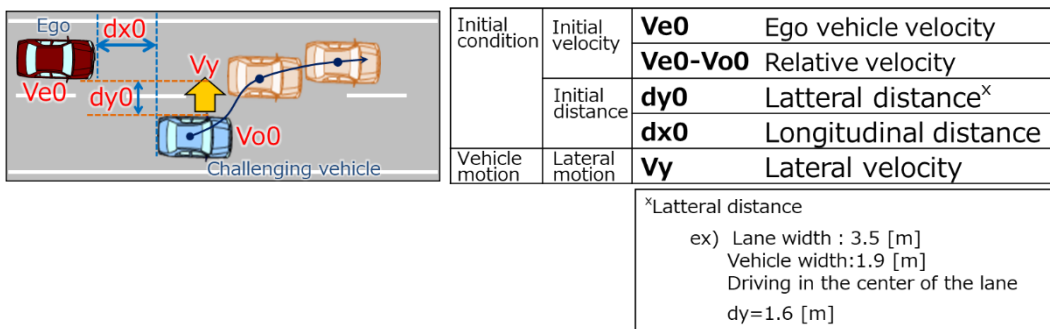 Ego
dx0
Ve0
dy0
Vy
Vo0
Challenging vehicle
Initial
condition
Initial
velocity
Ve0 Ego vehicle velocity
Ve0-Vo0 Relative velocity
Initial
distance
dy0 Latteral distancex
dx0 Longitudinal distance
Vehicle
motion
Lateral
motion
Vy Lateral velocity
xLatteral distance
ex) Lane width : 3.5 [m]
Vehicle width:1.9 [m]
Driving in the center of the lane
dy=1.6 [m]